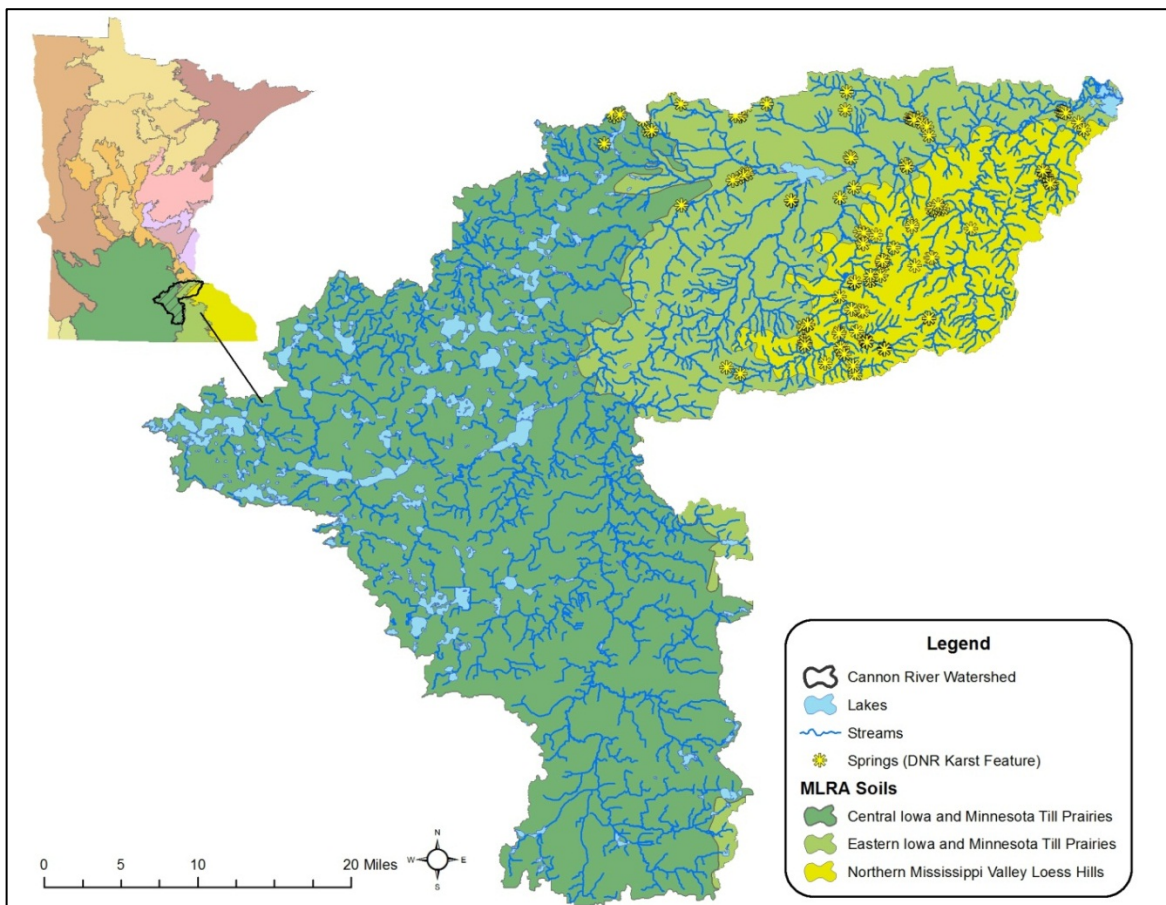 Legend
Cannon River Watershed
Lakes
Streams
Springs (DNR Karst Feature)
MLRA Soils
Central Iowa and Minnesota Till Prairies
Eastern Iowa and Minnesota Till Prairies
Northern Mississippi Valley Loess Hills
N
W E
S
0 5 10 20 Miles